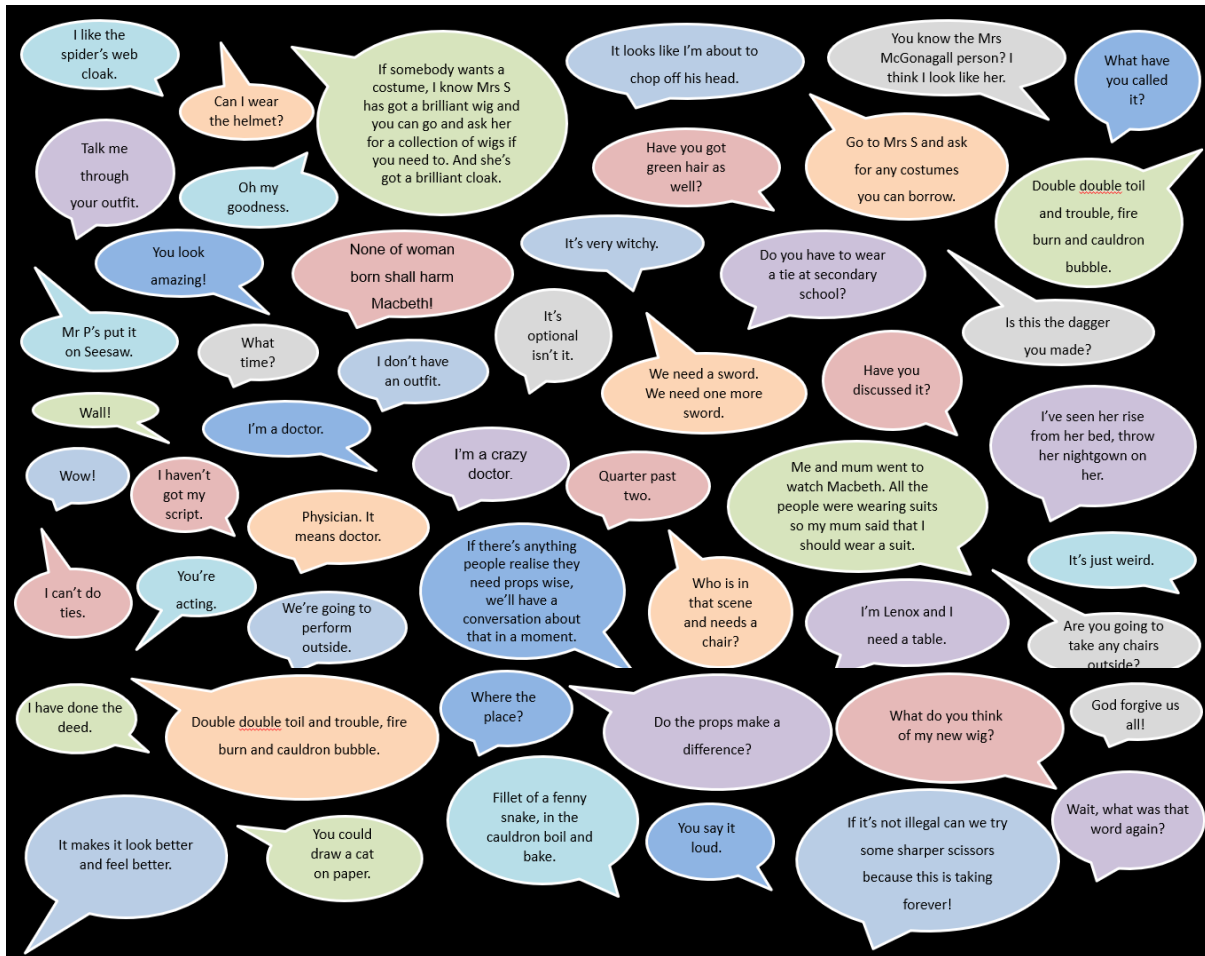 I like the
spider's web
cloak.
Can I wear
the helmet?
If somebody wants a
costume, I know Mrs S
has got a brilliant wig and
you can go and ask her
for a collection of wigs if
you need to. And she's
got a brilliant cloak.
It looks like I'm about to
chop off his head.
You know the Mrs
McGonagall person? I
think I look like her.
What have
you called
it?
Talk me
through
your outfit.
Oh my
goodness.
Have you got
green hair as
well?
Go to Mrs S and ask
for any costumes
you can borrow.
Double double toil
and trouble, fire
burn and cauldron
bubble.
You look
amazing!
None of woman
born shall harm
Macbeth!
It's very witchy.
Do you have to wear
a tie at secondary
school?
Mr P's put it
on Seesaw.
What
time?
I don't have
an outfit.
It's
optional
isn't it.
We need a sword.
We need one more
sword.
Have you
discussed it?
Is this the dagger
you made?
Wall!
I'm a doctor.
I've seen her rise
from her bed, throw
her nightgown on
her.
Wow!
I haven't
got my
script.
I'm a crazy
doctor.
Quarter past
two.
Me and mum went to
watch Macbeth. All the
people were wearing suits
so my mum said that I
should wear a suit.
Physician. It
means doctor.
If there's anything
people realise they
need props wise,
we'll have a
conversation about
that in a moment.
It's just weird.
I can't do
ties.
You're
acting.
We're going to
perform
outside.
Who is in
that scene
and needs a
chair?
I'm Lenox and I
need a table.
Are you going to
take any chairs
outside?
I have done the
deed.
Double double toil and trouble, fire
burn and cauldron bubble.
Where the
place?
Do the props make a
difference?
What do you think
of my new wig?
God forgive us
all!
It makes it look better
and feel better.
You could
draw a cat
on paper.
Fillet of a fenny
snake, in the
cauldron boil and
bake.
You say it
loud.
If it's not illegal can we try
some sharper scissors
because this is taking
forever!
Wait, what was that
word again?